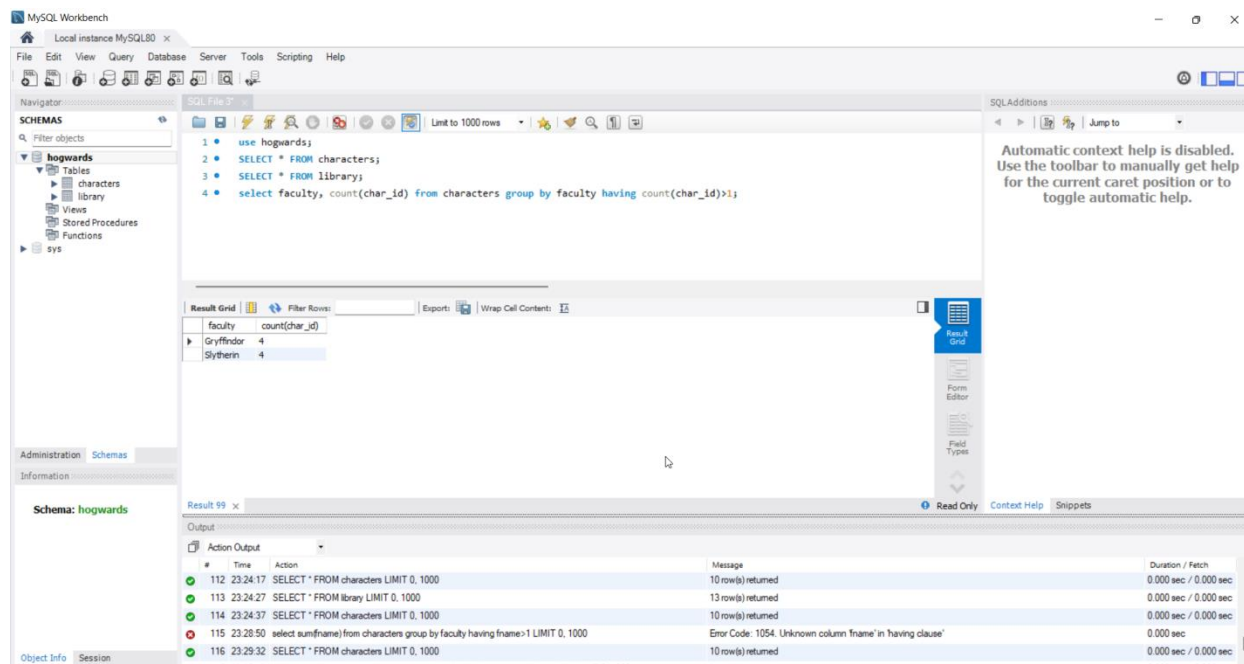 MySQL Workbench
Local instance MySQL80
File Edit View Query Database Server Tools Scripting Help
Navigator
SCHEMAS
Filter objects
hogwards
Tables
characters
library
Views
Stored Procedures
Functions
sys
Administration Schemas
Information
Schema: hogwards
Object Info Session
SQL File 3*
Limit to 1000 rows
1 use hogwards;
2 SELECT * FROM characters;
3 SELECT * FROM library;
4 select faculty, count(char_id) from characters group by faculty having count(char_id)>1;
Result Grid Filter Rows: Export: Wrap Cell Content:
faculty count(char_id)
Gryffindor 4
Slytherin 4
Result Grid
Form Editor
Field Types
Result 99
Read Only
SQLAdditions
Jump to
Automatic context help is disabled.
Use the toolbar to manually get help
for the current caret position or to
toggle automatic help.
Context Help Snippets
Output
Action Output
# Time Action Message Duration / Fetch
112 23:24:17 SELECT * FROM characters LIMIT 0, 1000 10 row(s) returned 0.000 sec / 0.000 sec
113 23:24:27 SELECT * FROM library LIMIT 0, 1000 13 row(s) returned 0.000 sec / 0.000 sec
114 23:24:37 SELECT * FROM characters LIMIT 0, 1000 10 row(s) returned 0.000 sec / 0.000 sec
115 23:28:50 select sum(fname) from characters group by faculty having fname>1 LIMIT 0, 1000 Error Code: 1054. Unknown column 'fname' in 'having clause' 0.000 sec
116 23:29:32 SELECT * FROM characters LIMIT 0, 1000 10 row(s) returned 0.000 sec / 0.000 sec